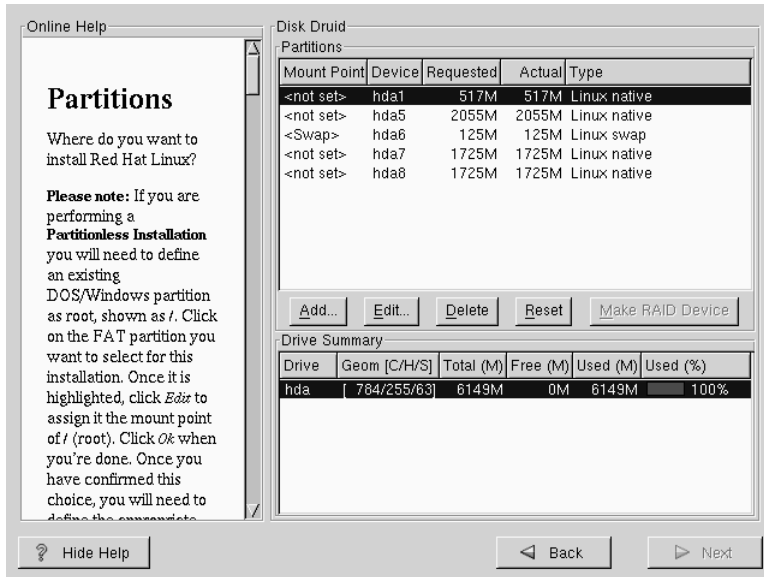 Online Help
Partitions
Where do you want to
install Red Hat Linux?
Please note: If you are
performing a
Partitionless Installation
you will need to define
an existing
DOS/Windows partition
as root, shown as /. Click
on the FAT partition you
want to select for this
installation. Once it is
highlighted, click Edit to
assign it the mount point
of / (root). Click Ok when
you're done. Once you
have confirmed this
choice, you will need to
define the appropriate
Disk Druid
Partitions
Mount Point Device Requested Actual Type
<not set> hda1 517M 517M Linux native
<not set> hda5 2055M 2055M Linux native
<Swap> hda6 125M 125M Linux swap
<not set> hda7 1725M 1725M Linux native
<not set> hda8 1725M 1725M Linux native
Add... Edit... Delete Reset Make RAID Device
Drive Summary
Drive Geom [C/H/S] Total (M) Free (M) Used (M) Used (%)
hda [ 784/255/63] 6149M 0M 6149M 100%
Hide Help Back Next